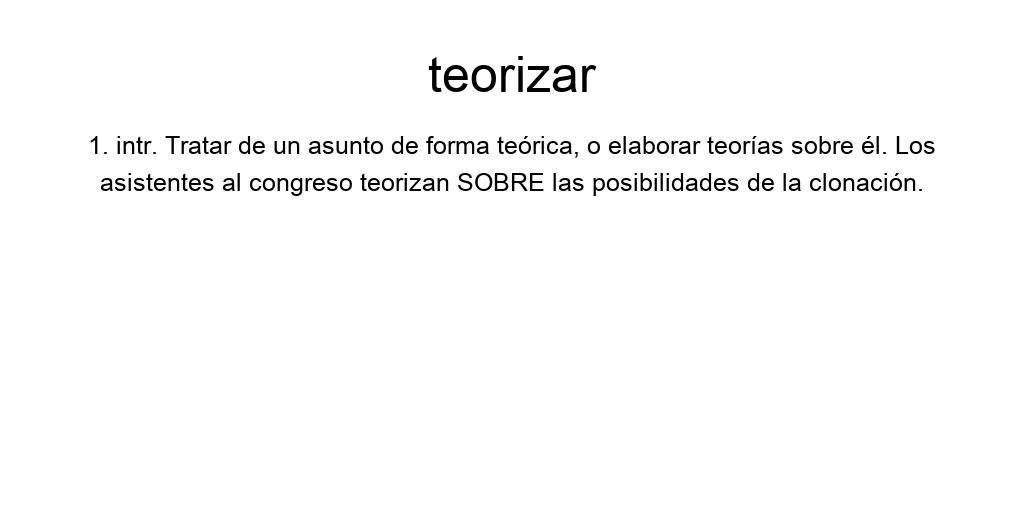 teorizar
1. intr. Tratar de un asunto de forma teórica, o elaborar teorías sobre él. Los
asistentes al congreso teorizan SOBRE las posibilidades de la clonación.